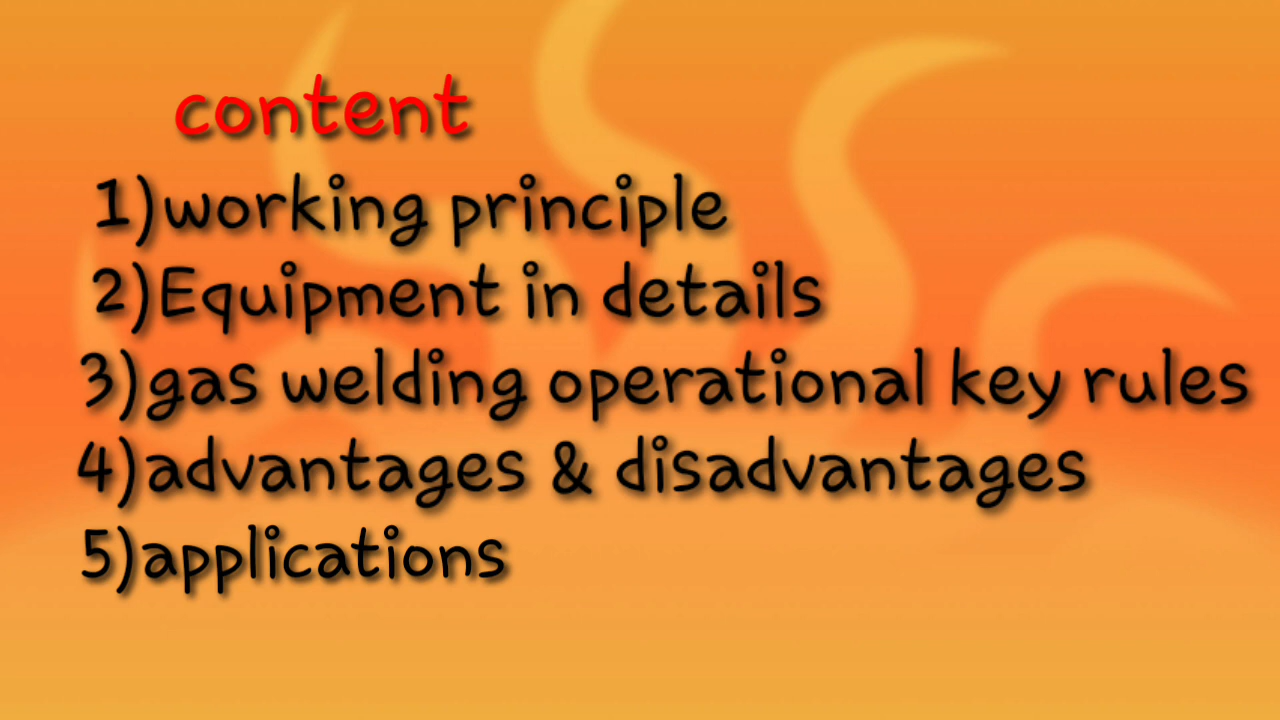 content
1)working principle
2)Equipment in details
3)gas welding operational key rules
4)advantages & disadvantages
5)applications